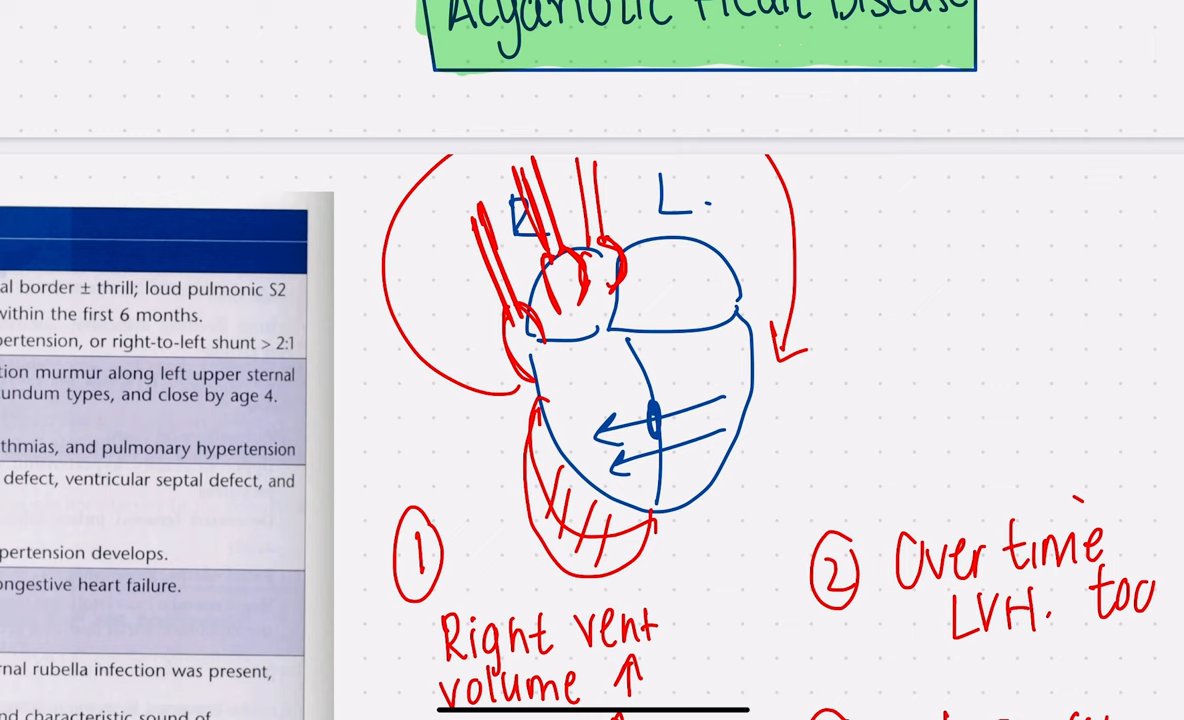 Acyanotic Heart Disease
R
L.
al border ± thrill; loud pulmonic S2
within the first 6 months.
pertension, or right-to-left shunt > 2:1
tion murmur along left upper sternal
undum types, and close by age 4.
thmias, and pulmonary hypertension
defect, ventricular septal defect, and
pertension develops.
ongestive heart failure.
rnal rubella infection was present,
nd characteristic sound of
1
Right vent
volume ↑
2 Over time
LVH. too